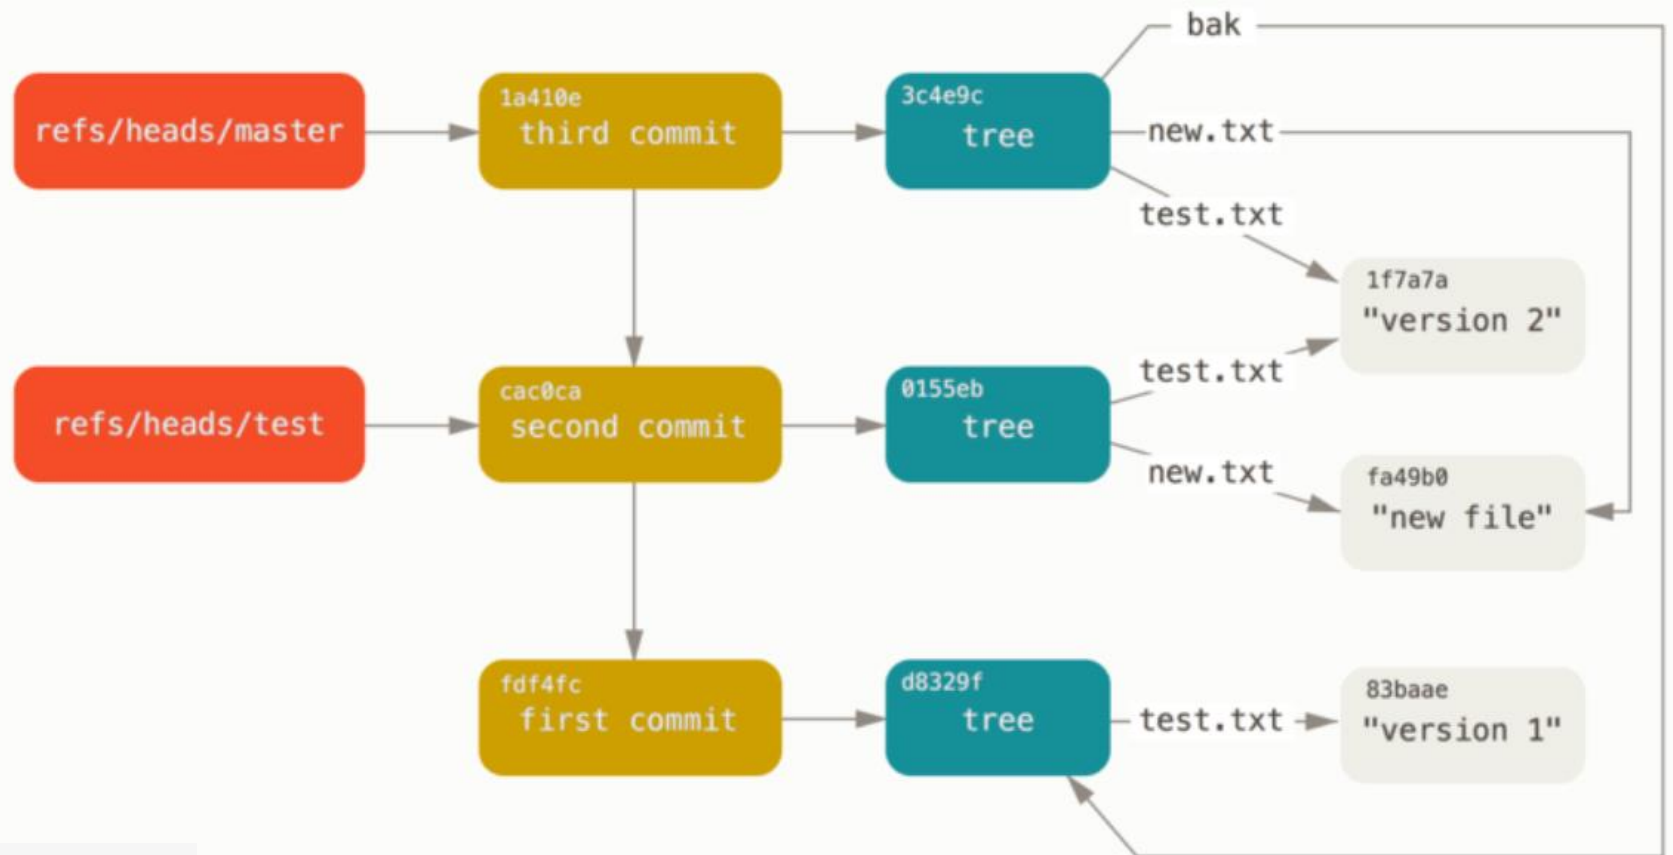 bak
refs/heads/master
1a410e
third commit
3c4e9c
tree
new.txt
test.txt
1f7a7a
"version 2"
refs/heads/test
cac0ca
second commit
0155eb
tree
test.txt
new.txt
fa49b0
"new file"
fdf4fc
first commit
d8329f
tree
test.txt
83baae
"version 1"